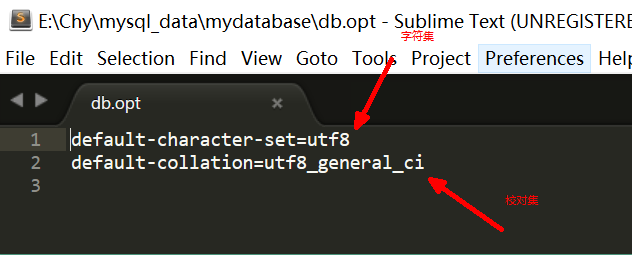 E:\Chy\mysql_data\mydatabase\db.opt - Sublime Text (UNREGISTERE
字符集
File Edit Selection Find View Goto Tools Project Preferences Help
db.opt
1 default-character-set=utf8
2 default-collation=utf8_general_ci
3
校对集